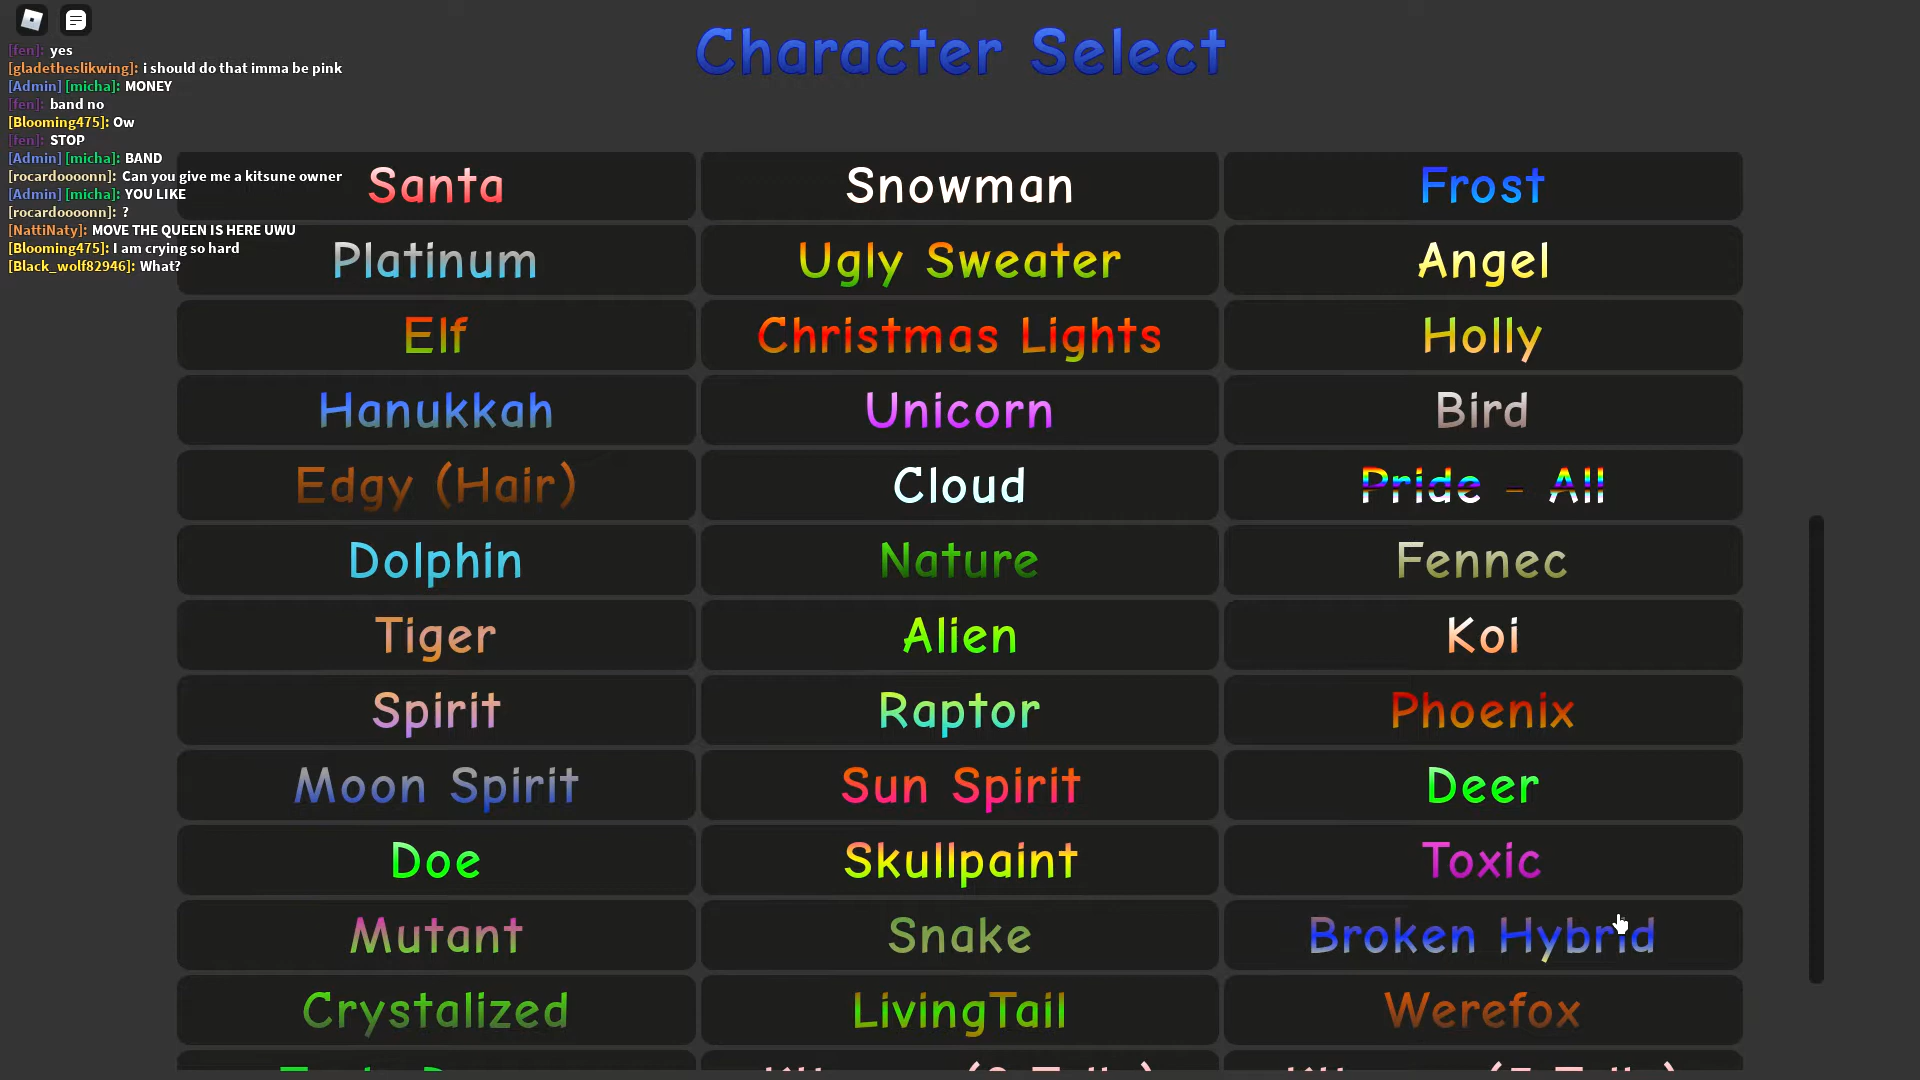 Character Select
[fen]: yes
[gladetheslikwing]: i should do that imma be pink
[Admin] [micha]: MONEY
[fen]: band no
[Blooming475]: Ow
[fen]: STOP
[Admin] [micha]: BAND
[rocardoooonn]: Can you give me a kitsune owner
[Admin] [micha]: YOU LIKE
[rocardoooonn]: ?
[NattiNaty]: MOVE THE QUEEN IS HERE UWU
[Blooming475]: I am crying so hard
[Black_wolf82946]: What?
Santa
Snowman
Frost
Platinum
Ugly Sweater
Angel
Elf
Christmas Lights
Holly
Hanukkah
Unicorn
Bird
Edgy (Hair)
Cloud
Pride - All
Dolphin
Nature
Fennec
Tiger
Alien
Koi
Spirit
Raptor
Phoenix
Moon Spirit
Sun Spirit
Deer
Doe
Skullpaint
Toxic
Mutant
Snake
Broken Hybrid
Crystalized
LivingTail
Werefox